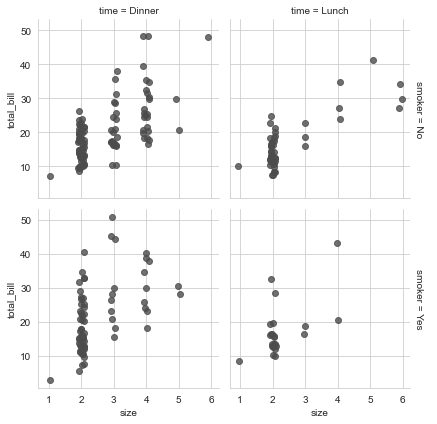 time = Dinner
time = Lunch
50
40
30
20
10
total_bill
smoker = No
50
40
30
20
10
total_bill
smoker = Yes
1 2 3 4 5 6
1 2 3 4 5 6
size
size